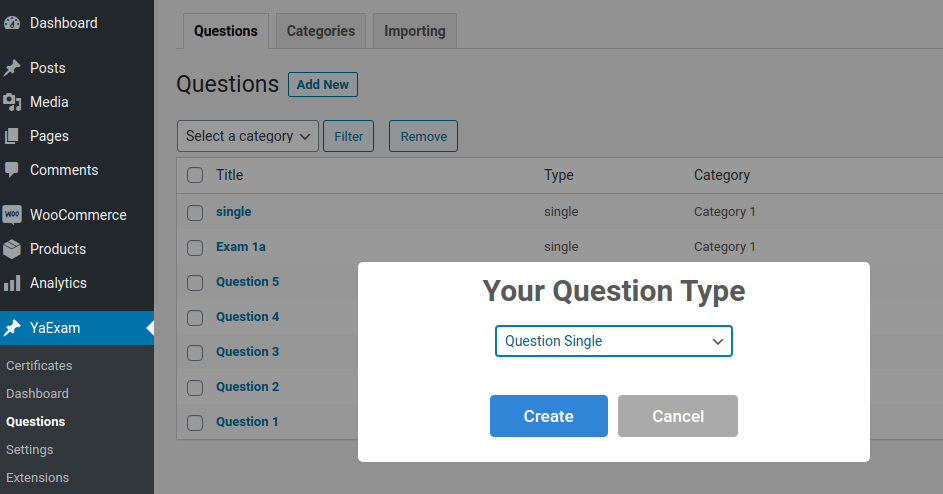 Dashboard
Posts
Media
Pages
Comments
WOO WooCommerce
Products
Analytics
YaExam
Certificates
Dashboard
Questions
Settings
Extensions
Questions Categories Importing
Questions Add New
Select a category Filter Remove
Title Type Category
single single Category 1
Exam 1a single Category 1
Question 5
Question 4
Question 3
Question 2
Question 1
Your Question Type
Question Single
Create Cancel